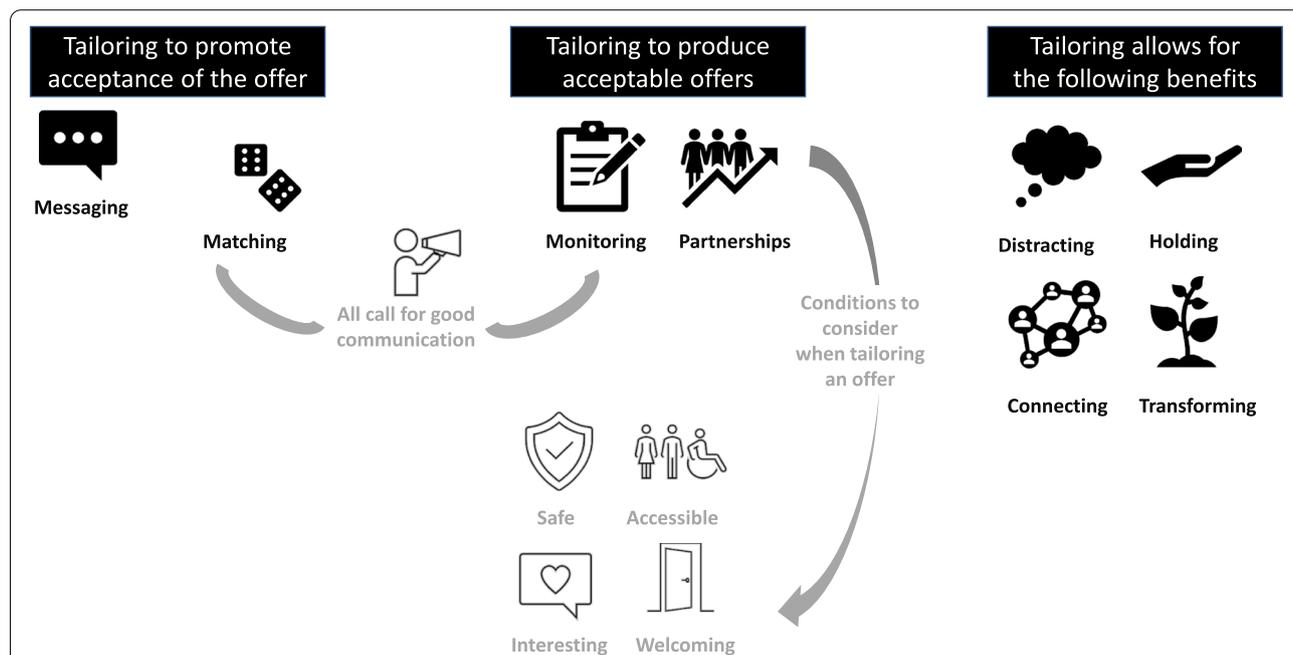 Tailoring to promote
acceptance of the offer
Messaging
Matching
All call for good
communication
Tailoring to produce
acceptable offers
Monitoring
Partnerships
Conditions to
consider
when tailoring
an offer
Safe
Accessible
Interesting
Welcoming
Tailoring allows for
the following benefits
Distracting
Holding
Connecting
Transforming